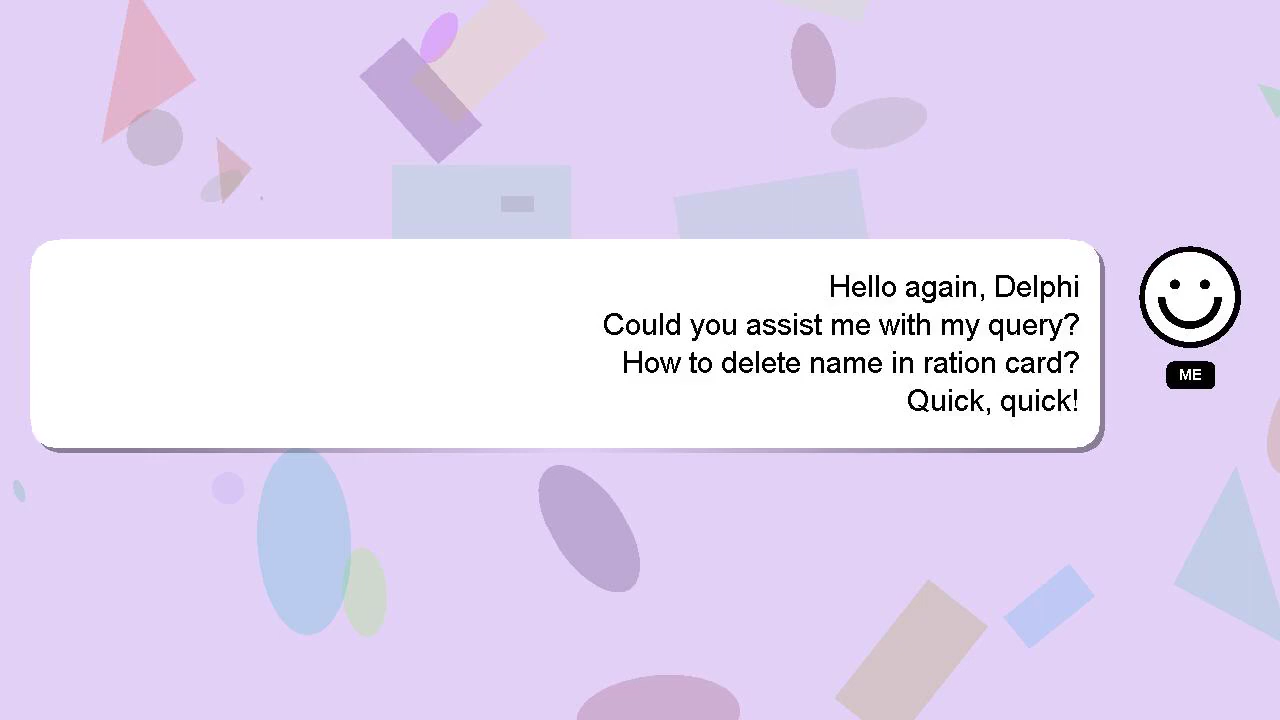 Hello again, Delphi
Could you assist me with my query?
How to delete name in ration card?
Quick, quick!
ME